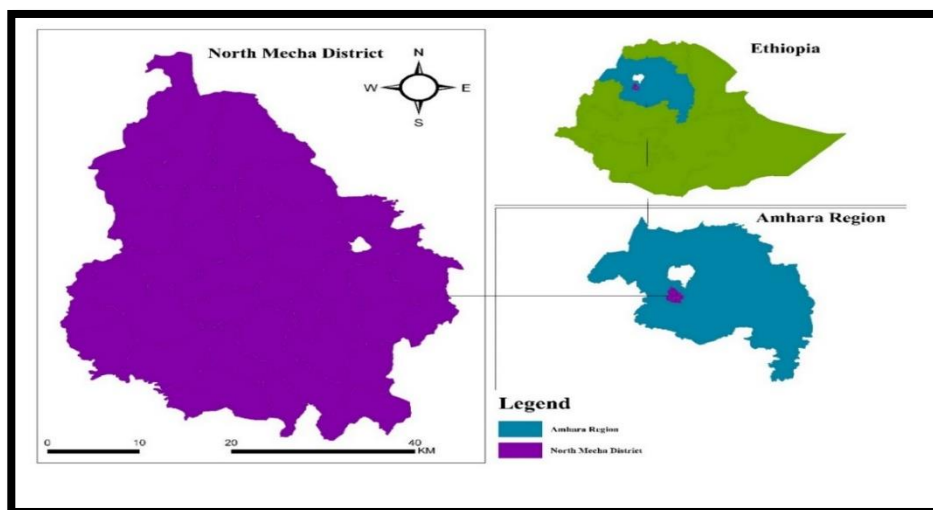 North Mecha District
N
W
E
S
0
10
20
40
KM
Ethiopia
Amhara Region
Legend
Amhara Region
North Mecha District